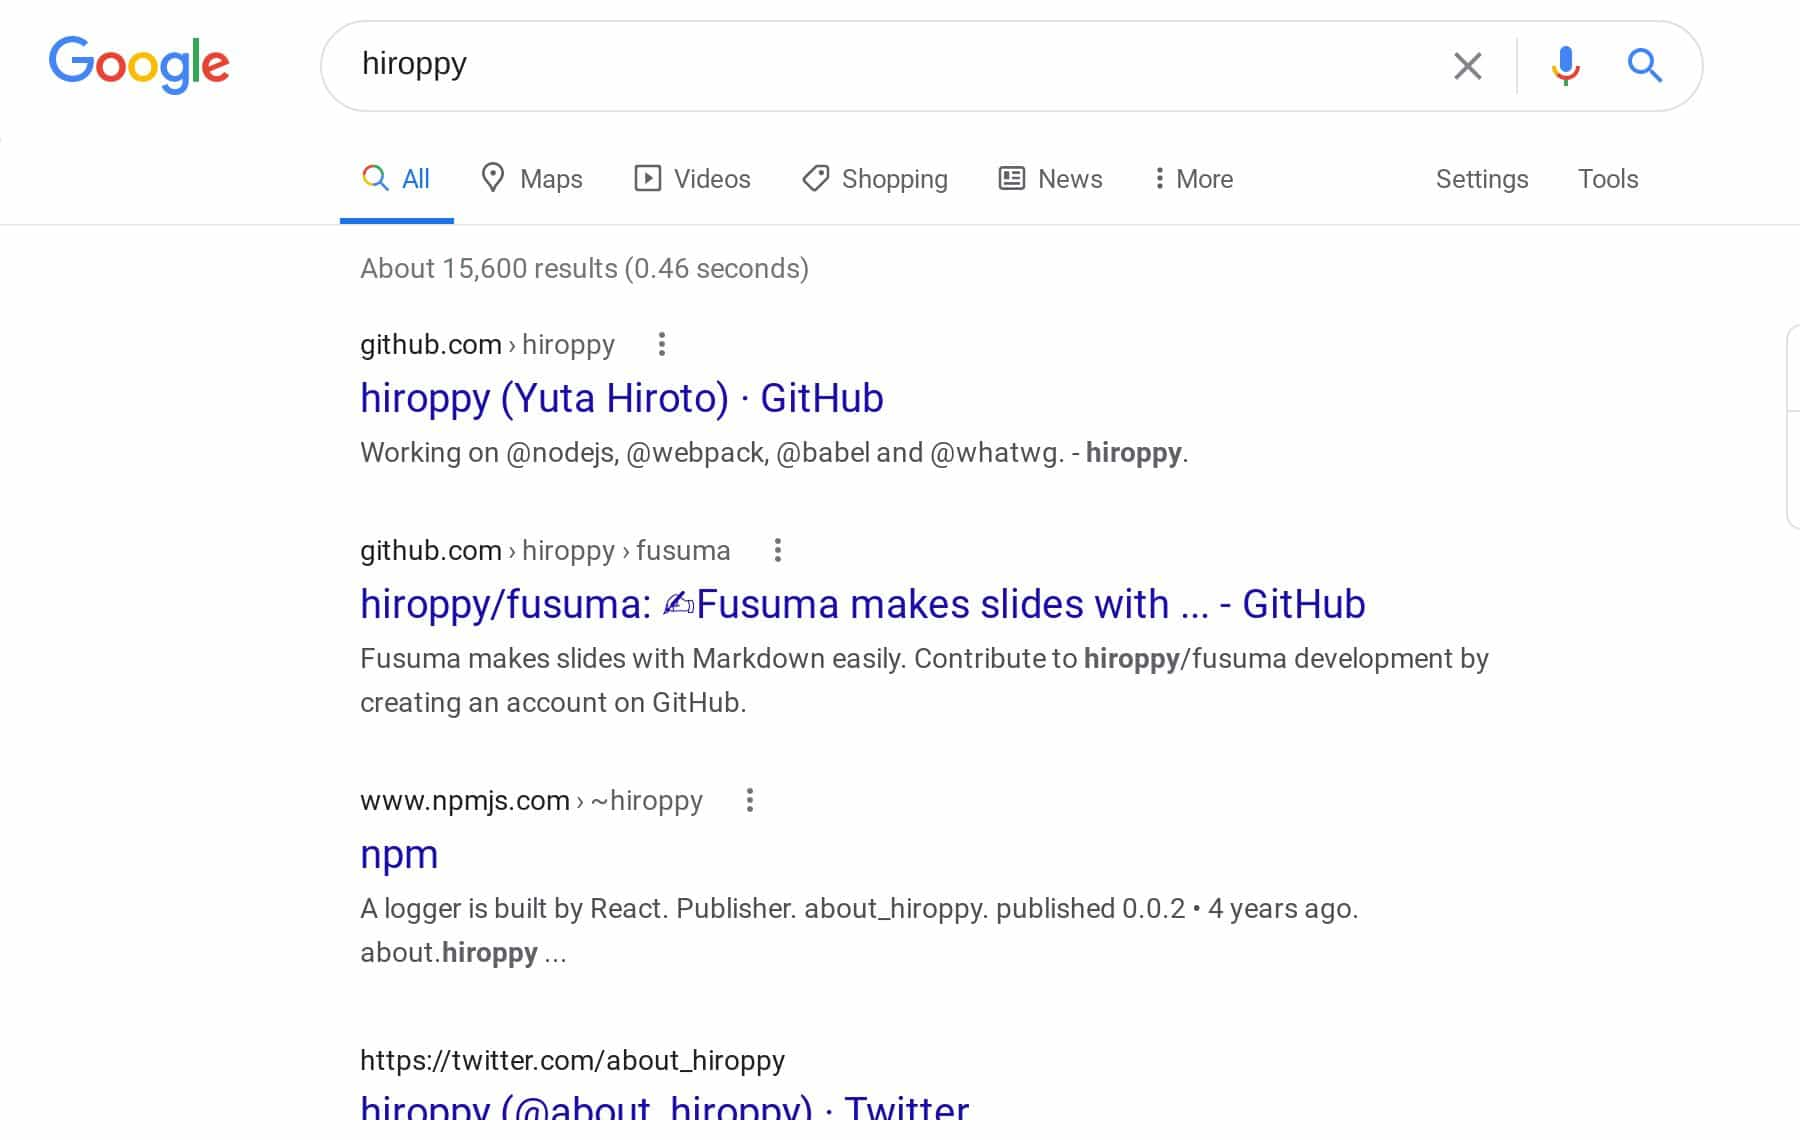 Google
hiroppy
All Maps Videos Shopping News More Settings Tools
About 15,600 results (0.46 seconds)
github.com › hiroppy
hiroppy (Yuta Hiroto) · GitHub
Working on @nodejs, @webpack, @babel and @whatwg. - hiroppy.
github.com › hiroppy › fusuma
hiroppy/fusuma: ✍Fusuma makes slides with ... - GitHub
Fusuma makes slides with Markdown easily. Contribute to hiroppy/fusuma development by
creating an account on GitHub.
www.npmjs.com › ~hiroppy
npm
A logger is built by React. Publisher. about_hiroppy. published 0.0.2 • 4 years ago.
about.hiroppy ...
https://twitter.com/about_hiroppy
hiroppy (@about_hiroppy) · Twitter